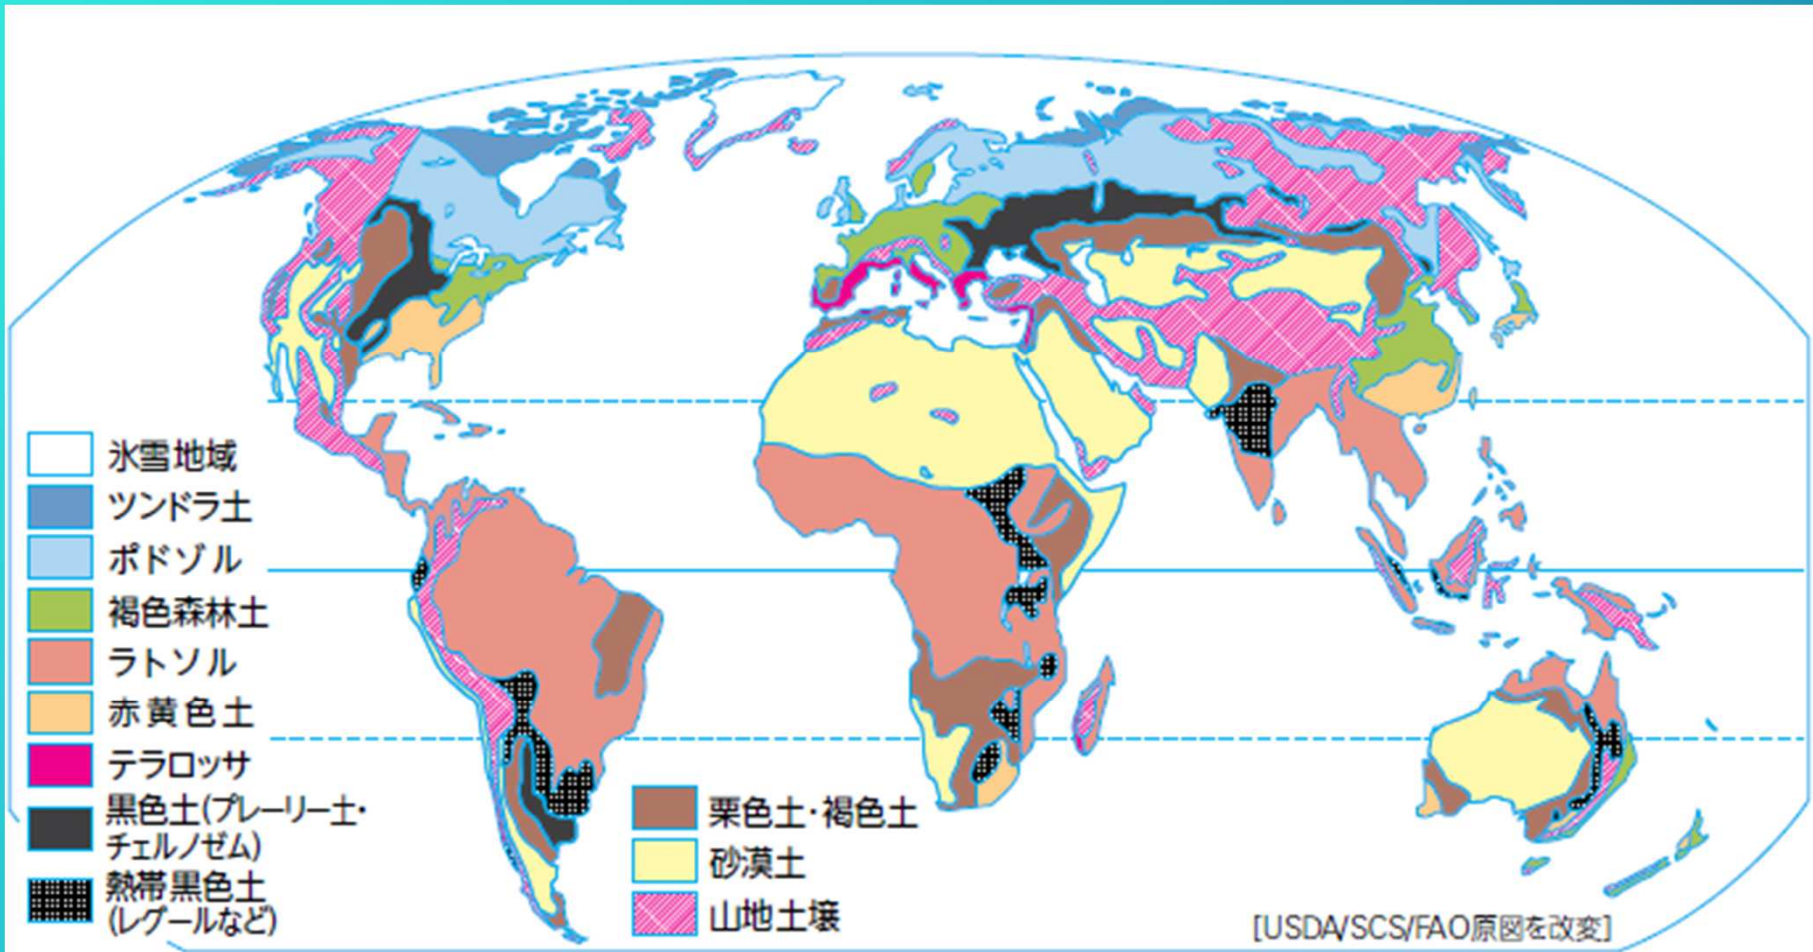 氷雪地域
ツンドラ土
ポドゾル
褐色森林土
ラトソル
赤黄色土
テラロッサ
黒色土(プレーリー土・
チェルノゼム)
熱帯黒色土
(レグールなど)
栗色土・褐色土
砂漠土
山地土壌
[USDA/SCS/FAO原図を改変]